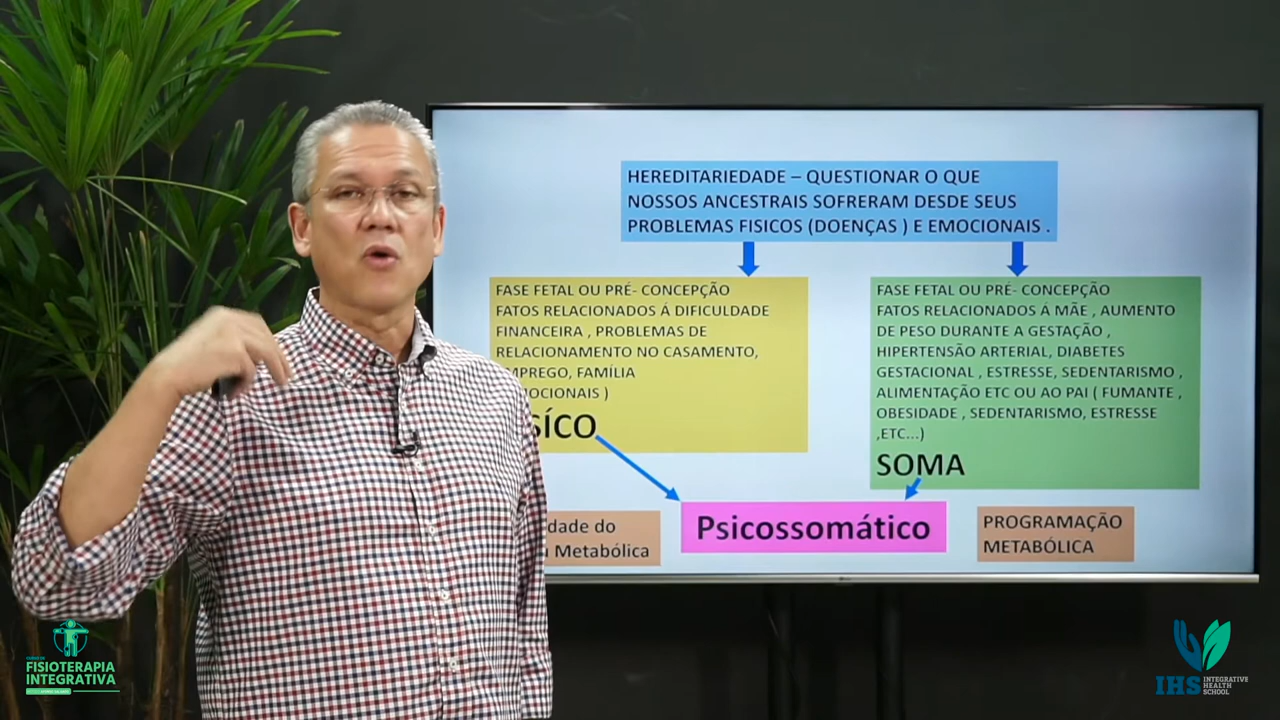 HEREDITARIEDADE – QUESTIONAR O QUE
NOSSOS ANCESTRAIS SOFRERAM DESDE SEUS
PROBLEMAS FISICOS (DOENÇAS ) E EMOCIONAIS .
FASE FETAL OU PRÉ- CONCEPÇÃO
FATOS RELACIONADOS Á DIFICULDADE
FINANCEIRA , PROBLEMAS DE
RELACIONAMENTO NO CASAMENTO,
MPREGO, FAMÍLIA
OCIONAIS )
SÍCO
FASE FETAL OU PRÉ- CONCEPÇÃO
FATOS RELACIONADOS Á MÃE , AUMENTO
DE PESO DURANTE A GESTAÇÃO ,
HIPERTENSÃO ARTERIAL, DIABETES
GESTACIONAL , ESTRESSE, SEDENTARISMO ,
ALIMENTAÇÃO ETC OU AO PAI ( FUMANTE ,
OBESIDADE , SEDENTARISMO, ESTRESSE
,ETC...)
SOMA
dade do
Metabólica
Psicossomático
PROGRAMAÇÃO
METABÓLICA
FISIOTERAPIA
INTEGRATIVA
IHS INTEGRATIVE
HEALTH
SCHOOL